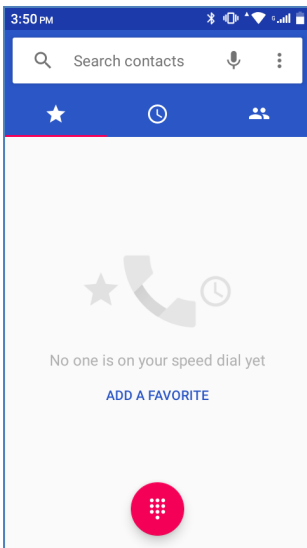 3:50 PM
Search contacts
No one is on your speed dial yet
ADD A FAVORITE